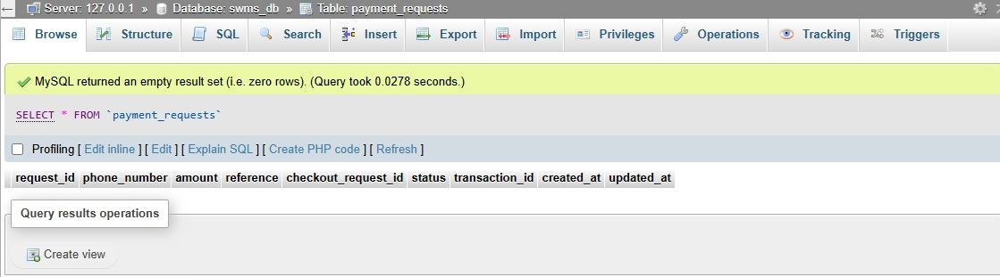 Server: 127.0.0.1 » Database: swms_db » Table: payment_requests
Browse Structure SQL Search Insert Export Import Privileges Operations Tracking Triggers
MySQL returned an empty result set (i.e. zero rows). (Query took 0.0278 seconds.)
SELECT * FROM `payment_requests`
Profiling [ Edit inline ] [ Edit ] [ Explain SQL ] [ Create PHP code ] [ Refresh ]
request_id phone_number amount reference checkout_request_id status transaction_id created_at updated_at
Query results operations
Create view